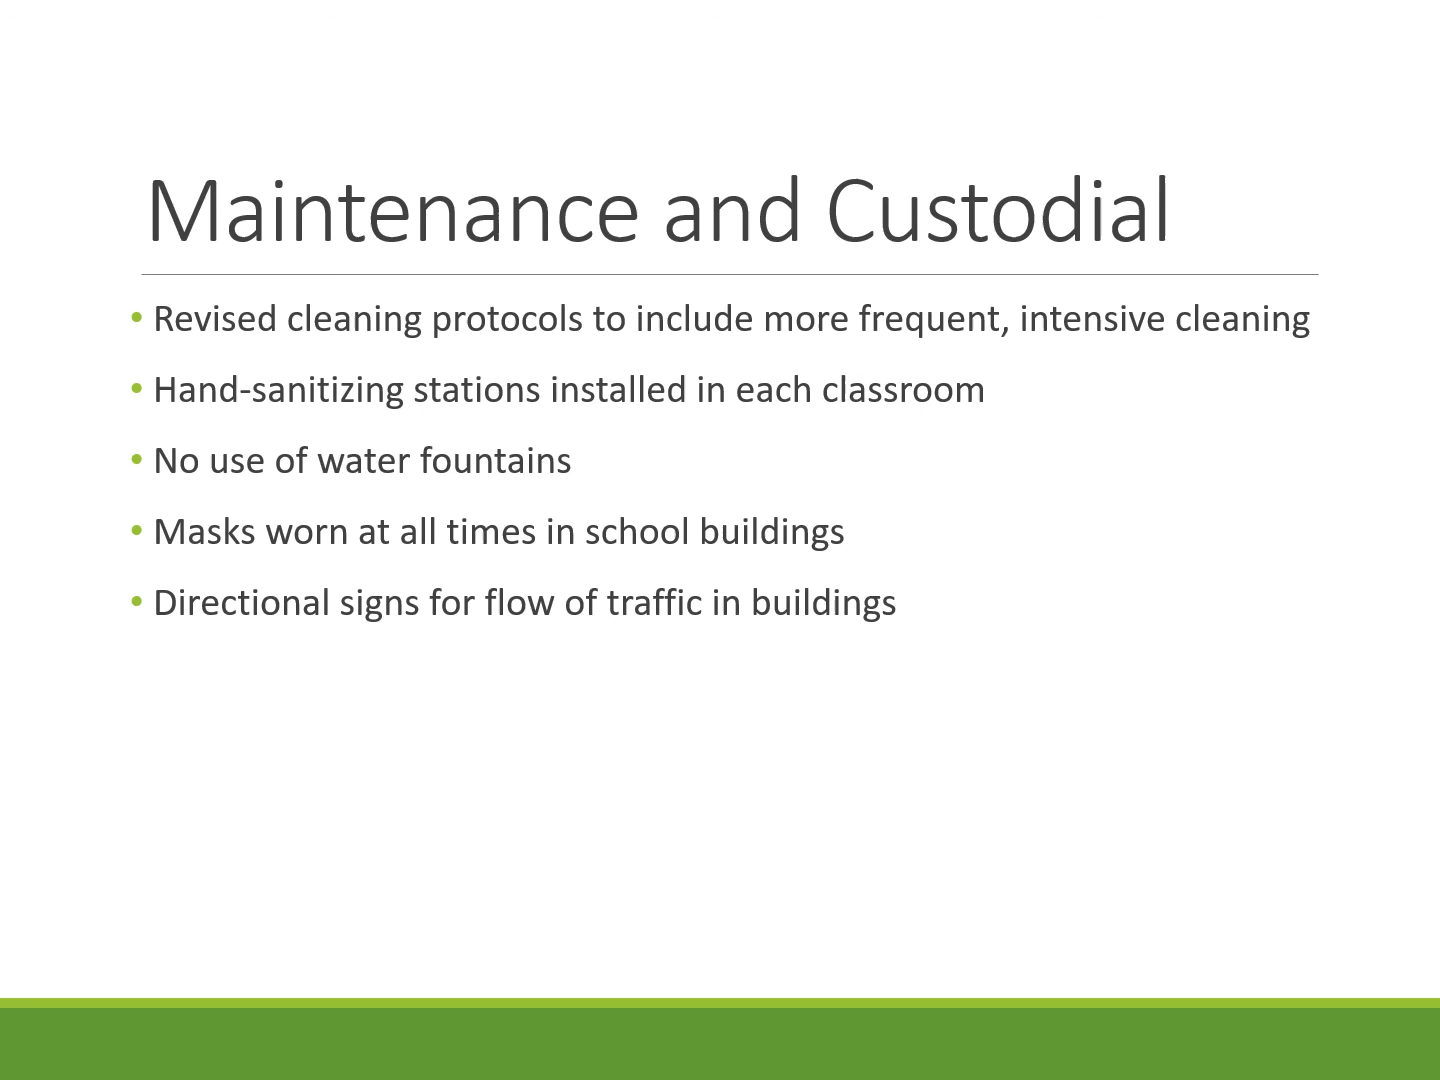 Maintenance and Custodial
• Revised cleaning protocols to include more frequent, intensive cleaning
• Hand-sanitizing stations installed in each classroom
• No use of water fountains
• Masks worn at all times in school buildings
• Directional signs for flow of traffic in buildings